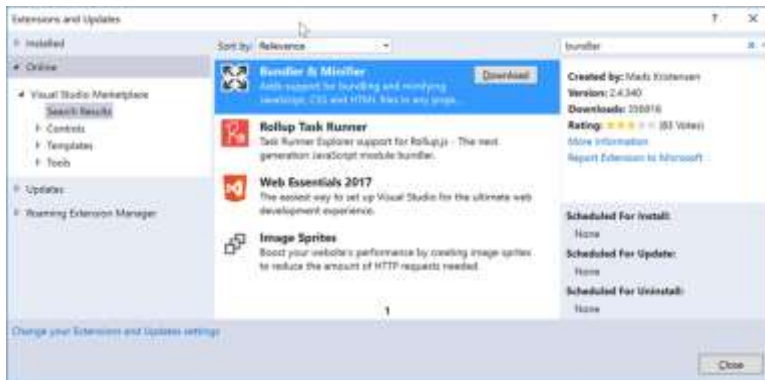 Extensions and Updates
? ×
Installed
Sort by: Relevance
bundler
Online
Visual Studio Marketplace
Search Results
Controls
Templates
Tools
Updates
Roaming Extension Manager
Bundler & Minifier
Download
Adds support for bundling and minifying
JavaScript, CSS and HTML files in any proje...
Rollup Task Runner
Task Runner Explorer support for Rollup.js - The next
generation JavaScript module bundler.
Web Essentials 2017
The easiest way to set up Visual Studio for the ultimate web
development experience.
Image Sprites
Boost your website's performance by creating image sprites
to reduce the amount of HTTP requests needed.
1
Created by: Mads Kristensen
Version: 2.4.340
Downloads:
Rating: (83 Votes)
More Information
Report Extension to Microsoft
Scheduled For Install:
None
Scheduled For Update:
None
Scheduled For Uninstall:
None
Change your Extensions and Updates settings
Close